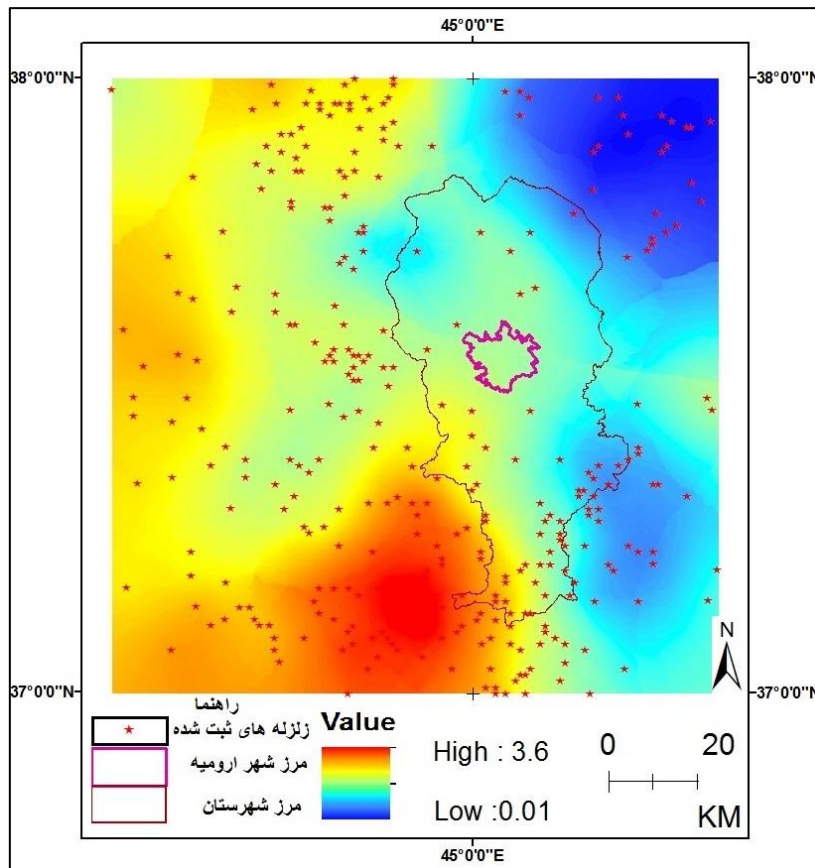 45°0'0"E
38°0'0"N
38°0'0"N
37°0'0"N
37°0'0"N
N
راهنما
زلزله های ثبت شده
مرز شهر ارومیه
مرز شهرستان
Value
High : 3.6
Low :0.01
0 20
KM
45°0'0"E